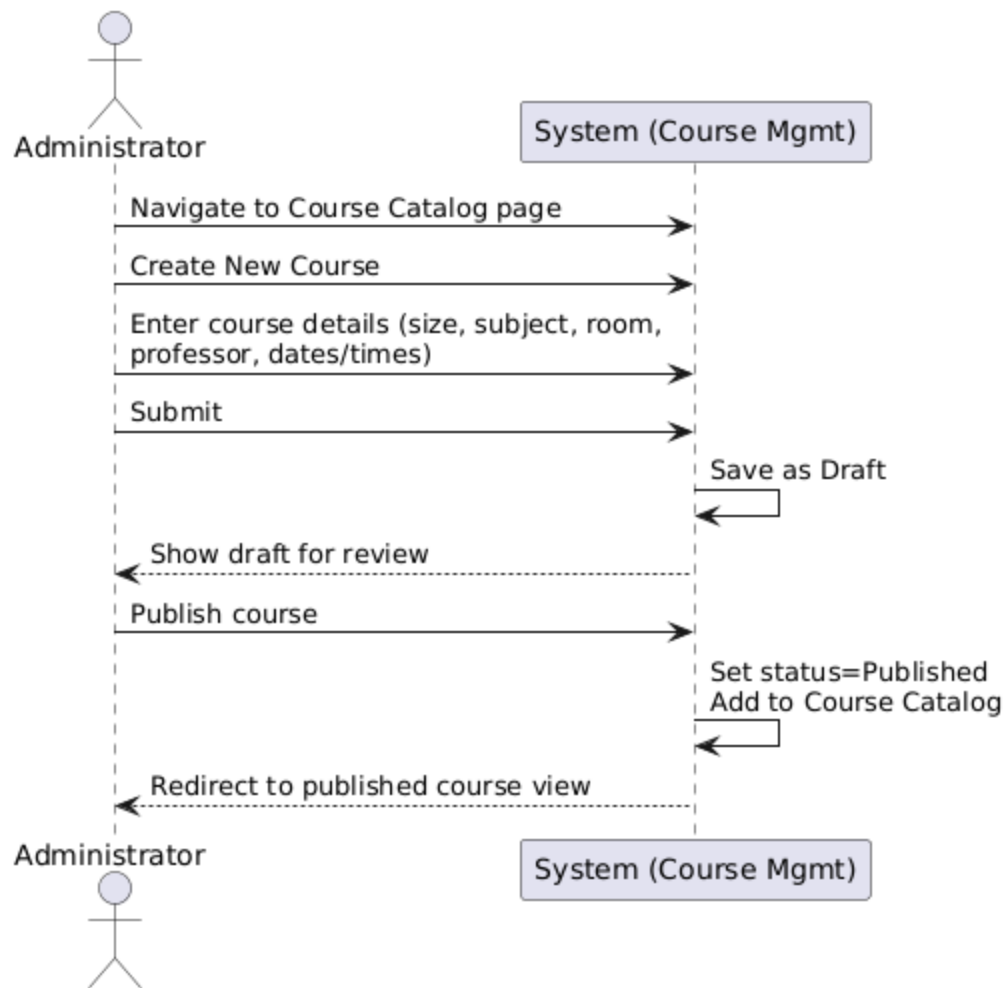 Administrator
System (Course Mgmt)
Navigate to Course Catalog page
Create New Course
Enter course details (size, subject, room,
professor, dates/times)
Submit
Save as Draft
Show draft for review
Publish course
Set status=Published
Add to Course Catalog
Redirect to published course view
Administrator
System (Course Mgmt)